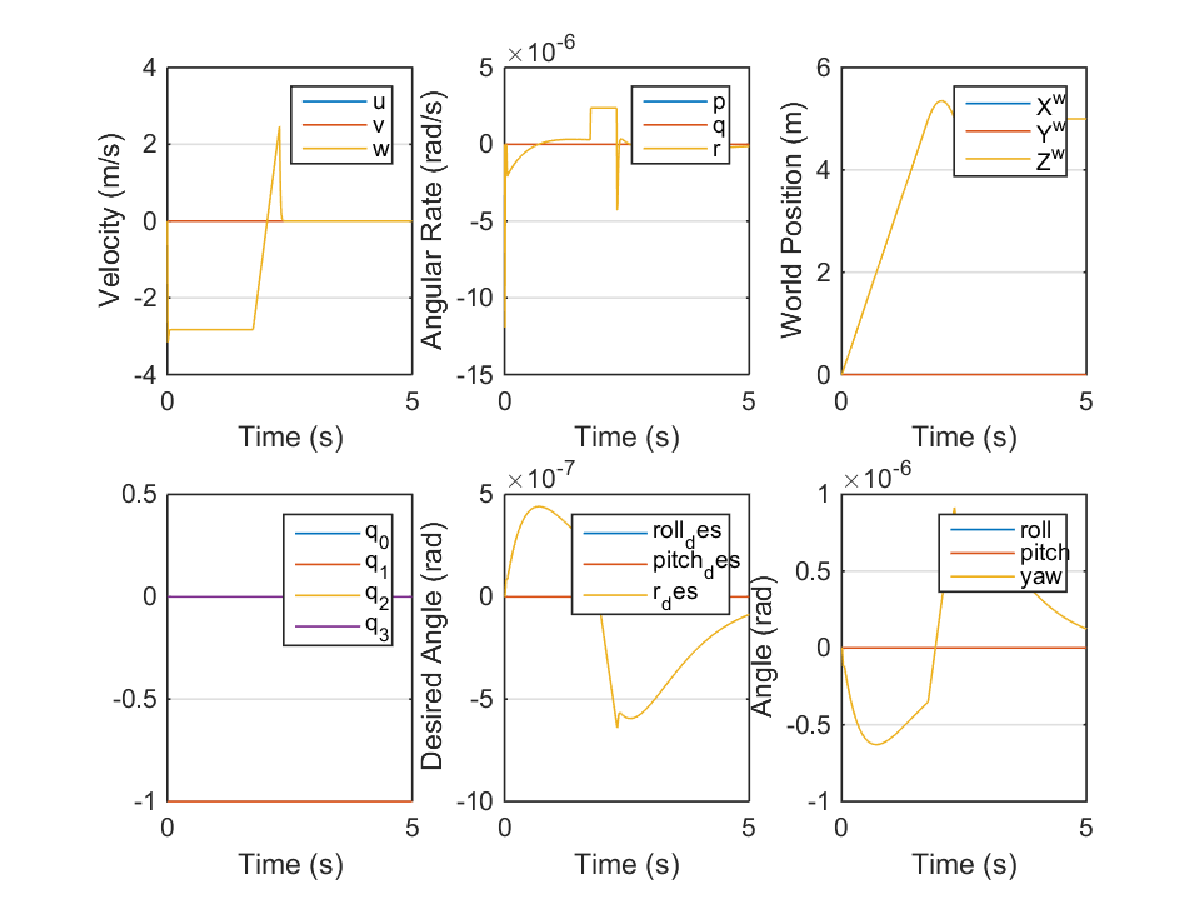 4
2
0
-2
-4
Velocity (m/s)
u
v
w
0
5
Time (s)
×10^-6
5
0
-5
-10
-15
Angular Rate (rad/s)
p
q
r
0
5
Time (s)
6
4
2
0
World Position (m)
X^w
Y^w
Z^w
0
5
Time (s)
0.5
0
-0.5
-1
q_0
q_1
q_2
q_3
0
5
Time (s)
×10^-7
5
0
-5
-10
Desired Angle (rad)
roll_des
pitch_des
r_des
0
5
Time (s)
×10^-6
1
0.5
0
-0.5
-1
Angle (rad)
roll
pitch
yaw
0
5
Time (s)